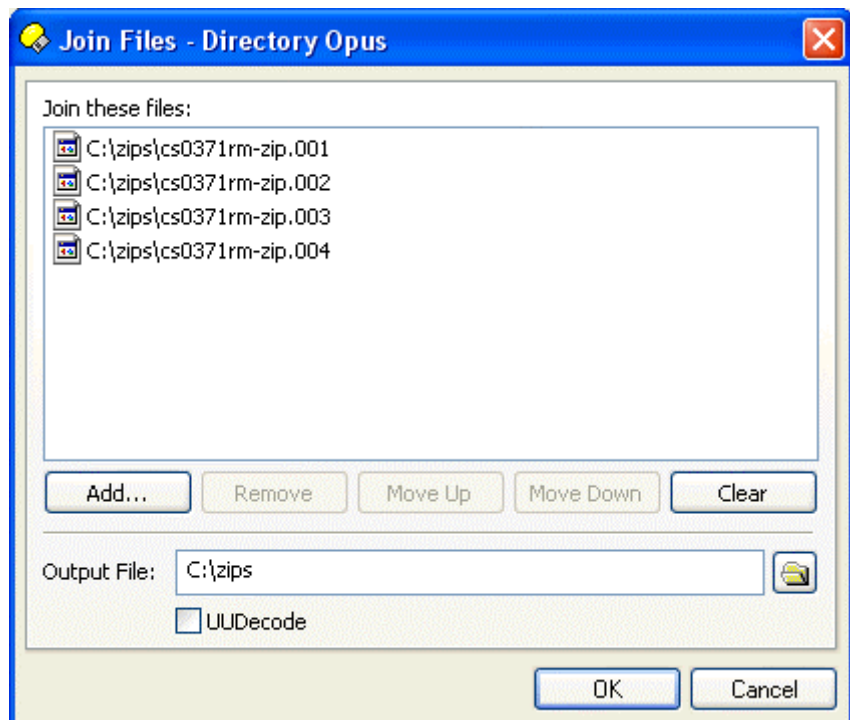 Join Files - Directory Opus
Join these files:
C:\zips\cs0371rm-zip.001
C:\zips\cs0371rm-zip.002
C:\zips\cs0371rm-zip.003
C:\zips\cs0371rm-zip.004
Add... Remove Move Up Move Down Clear
Output File: C:\zips
UUDecode
OK Cancel